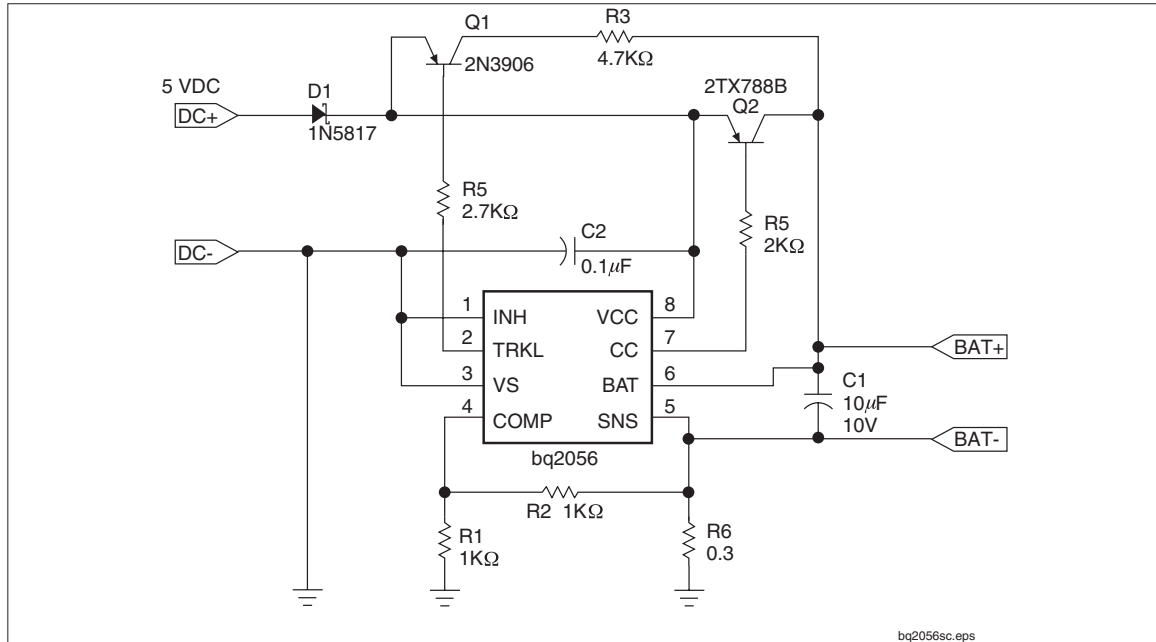 Q1
2N3906
R3
4.7KΩ
5 VDC
DC+
D1
1N5817
2TX788B
Q2
R5
2.7KΩ
R5
2KΩ
DC-
C2
0.1µF
1 INH VCC 8
2 TRKL CC 7
3 VS BAT 6
4 COMP SNS 5
bq2056
BAT+
C1
10µF
10V
BAT-
R2 1KΩ
R1
1KΩ
R6
0.3
bq2056sc.eps